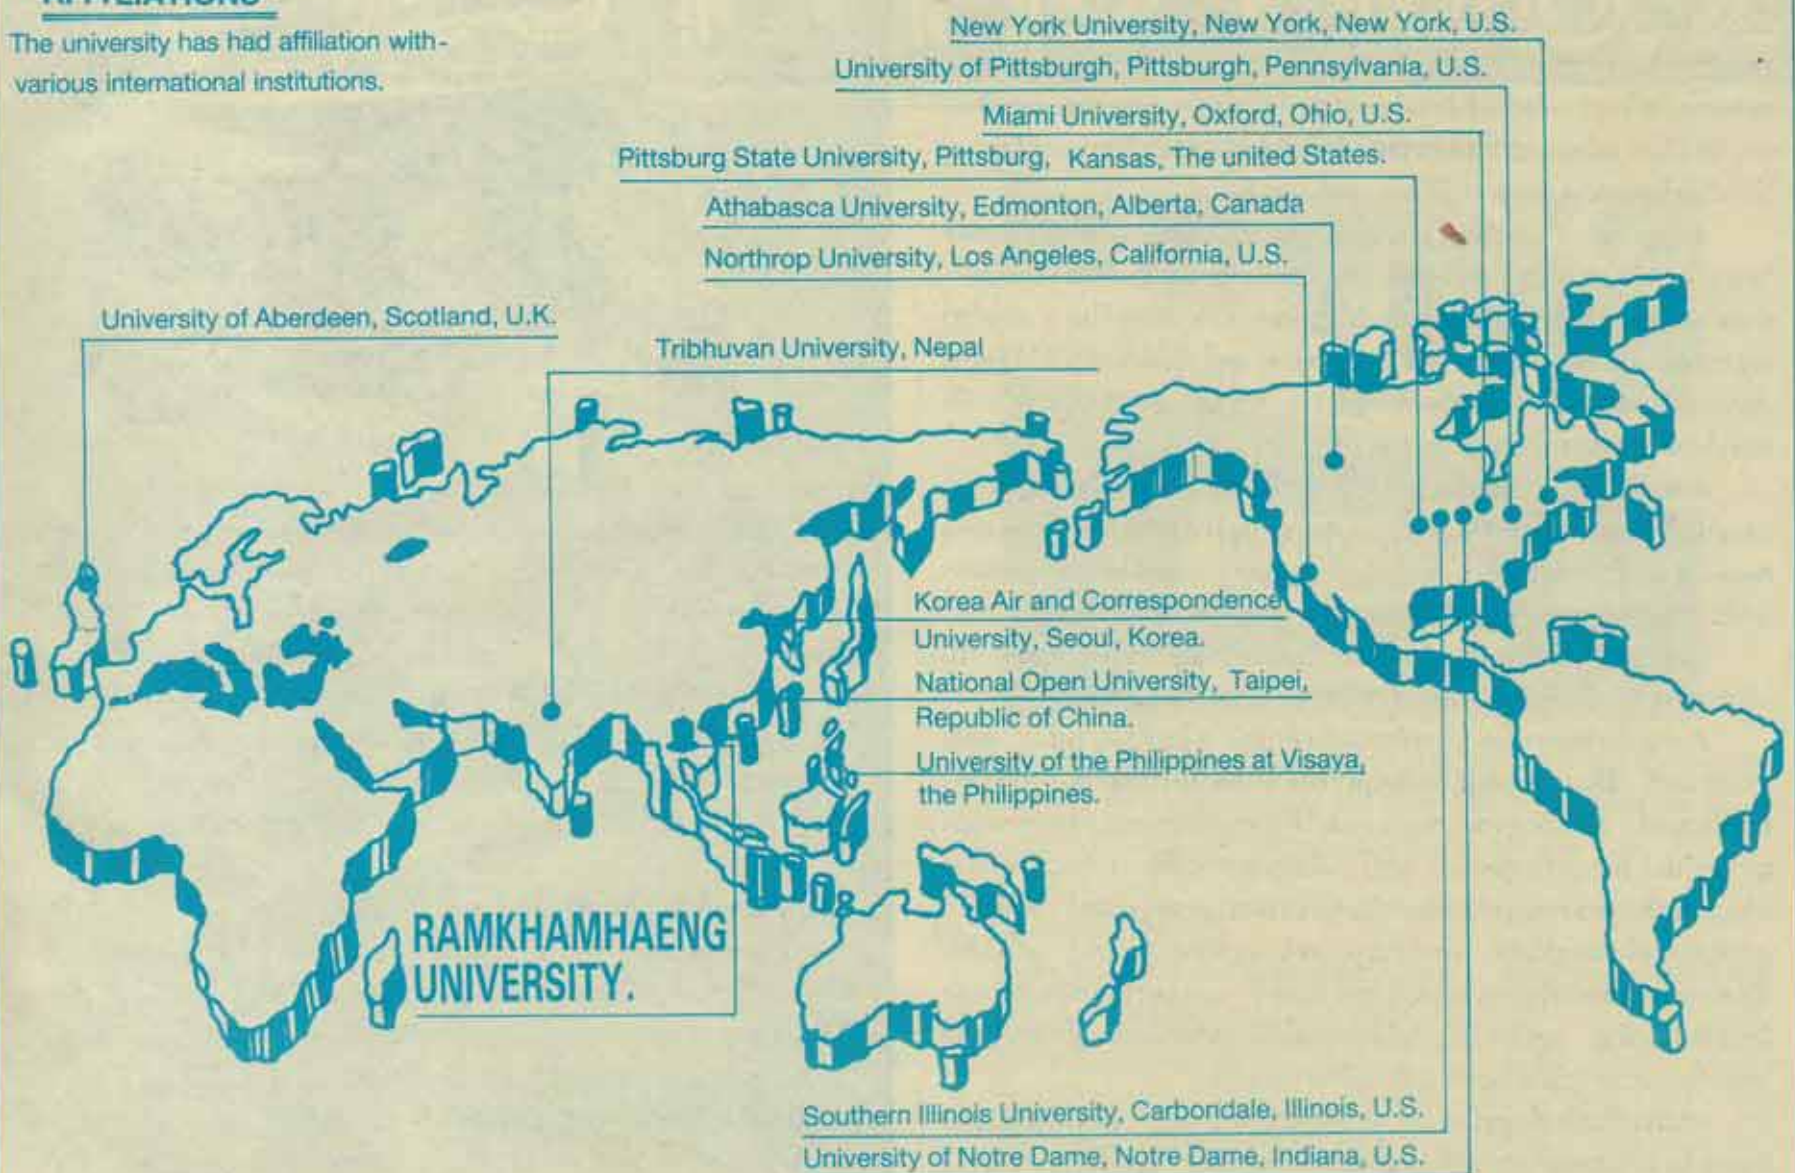 The university has had affiliation with-
various international institutions.
New York University, New York, New York, U.S.
University of Pittsburgh, Pittsburgh, Pennsylvania, U.S.
Miami University, Oxford, Ohio, U.S.
Pittsburg State University, Pittsburg, Kansas, The united States.
Athabasca University, Edmonton, Alberta, Canada
Northrop University, Los Angeles, California, U.S.
University of Aberdeen, Scotland, U.K.
Tribhuvan University, Nepal
Korea Air and Correspondence
University, Seoul, Korea.
National Open University, Taipei,
Republic of China.
University of the Philippines at Visaya,
the Philippines.
RAMKHAMHAENG
UNIVERSITY.
Southern Illinois University, Carbondale, Illinois, U.S.
University of Notre Dame, Notre Dame, Indiana, U.S.